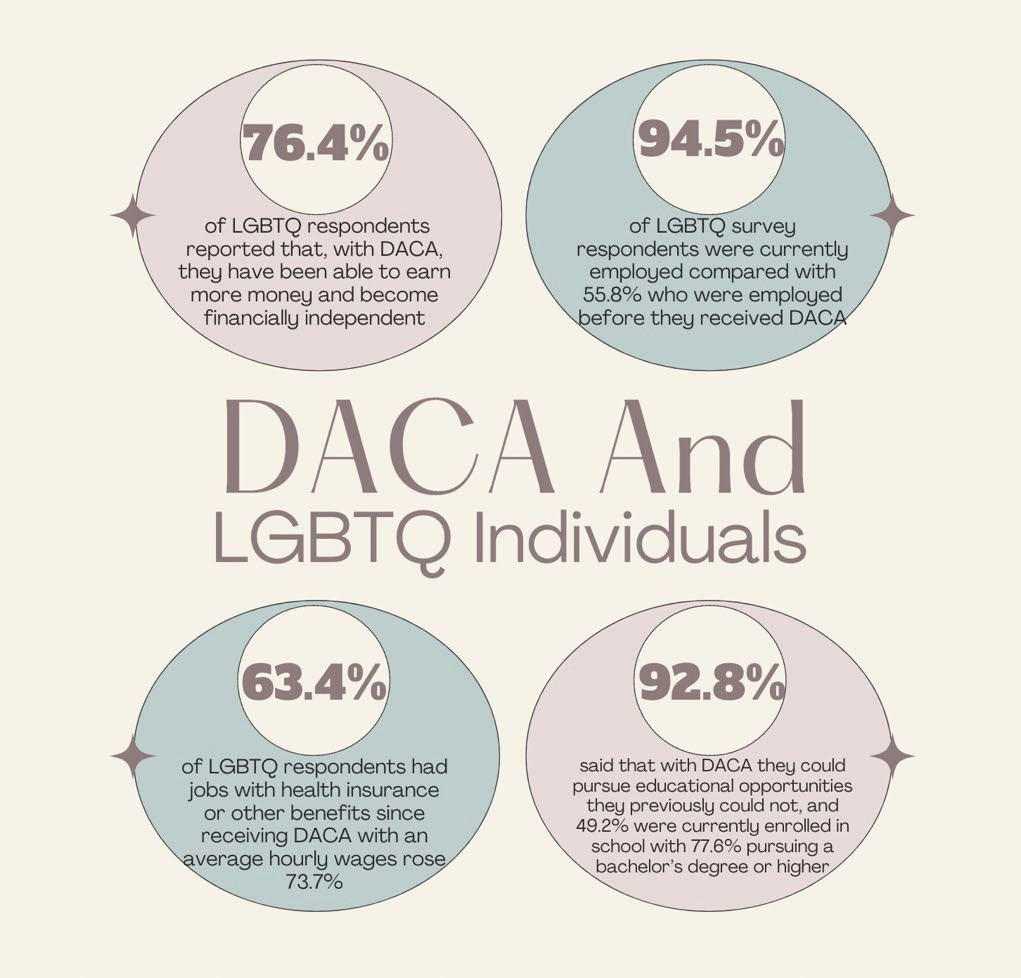 76.4%
of LGBTQ respondents
reported that, with DACA,
they have been able to earn
more money and become
financially independent
94.5%
of LGBTQ survey
respondents were currently
employed compared with
55.8% who were employed
before they received DACA
DACA And
LGBTQ Individuals
63.4%
of LGBTQ respondents had
jobs with health insurance
or other benefits since
receiving DACA with an
average hourly wages rose
73.7%
92.8%
said that with DACA they could
pursue educational opportunities
they previously could not, and
49.2% were currently enrolled in
school with 77.6% pursuing a
bachelor's degree or higher